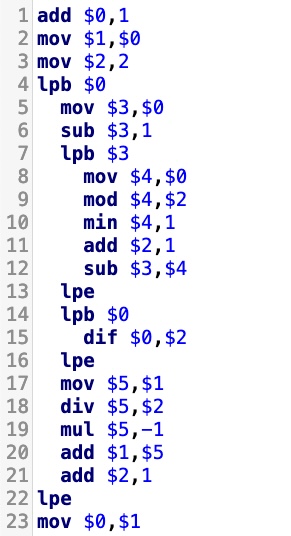 1 add $0,1
2 mov $1,$0
3 mov $2,2
4 lpb $0
5   mov $3,$0
6   sub $3,1
7   lpb $3
8     mov $4,$0
9     mod $4,$2
10     min $4,1
11     add $2,1
12     sub $3,$4
13   lpe
14   lpb $0
15     dif $0,$2
16   lpe
17   mov $5,$1
18   div $5,$2
19   mul $5,-1
20   add $1,$5
21   add $2,1
22 lpe
23 mov $0,$1